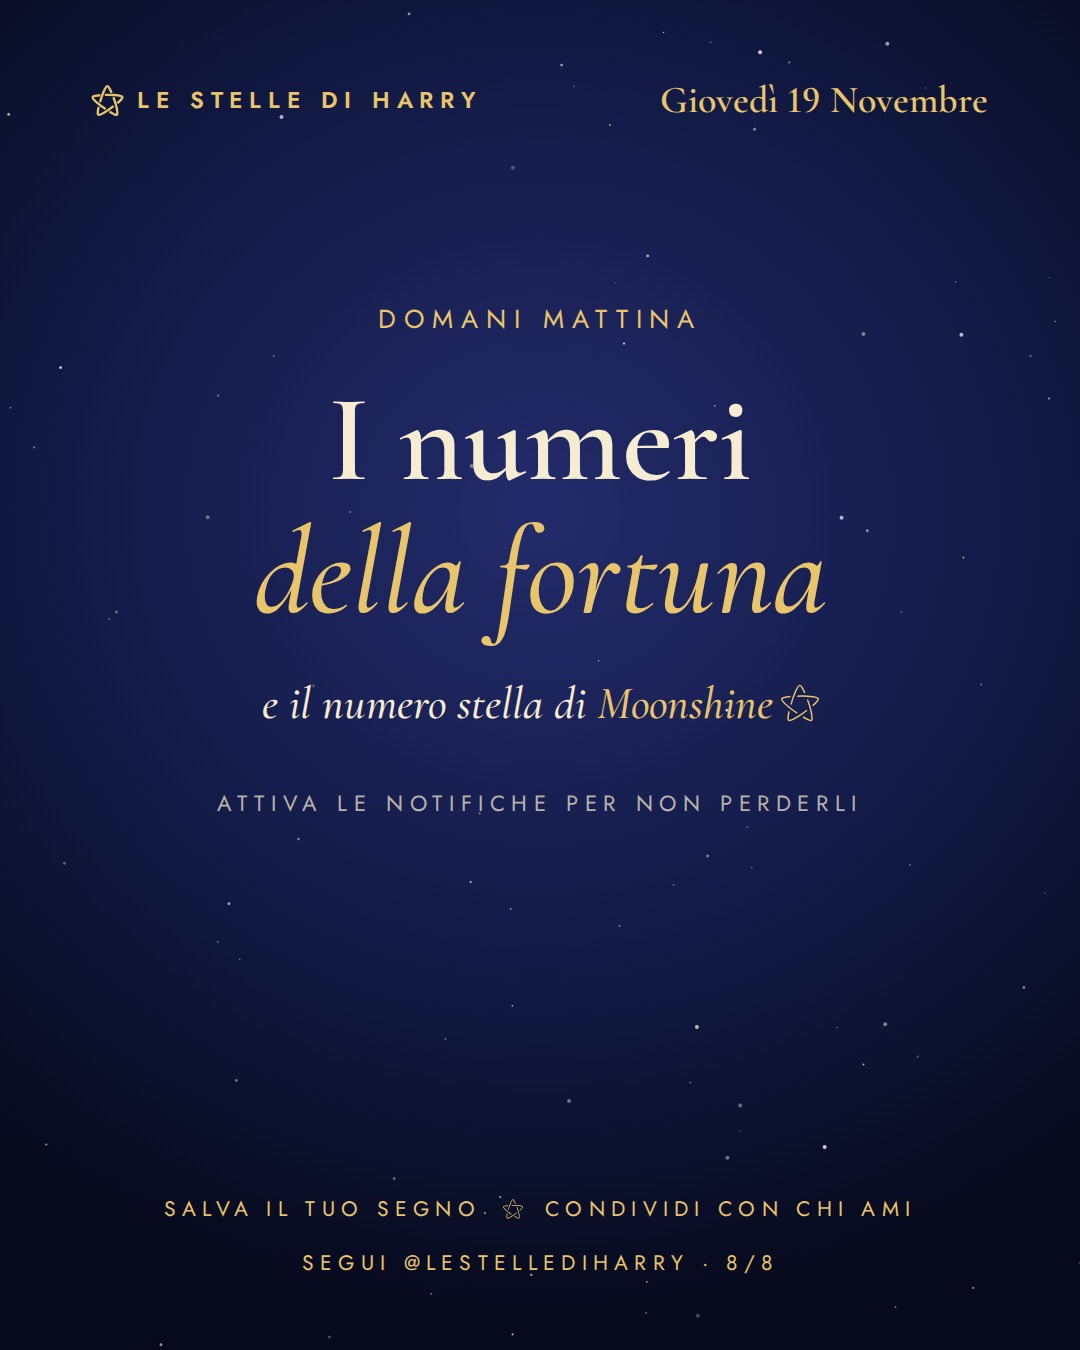 LE STELLE DI HARRY
Giovedì 19 Novembre
DOMANI MATTINA
I numeri
della fortuna
e il numero stella di Moonshine
ATTIVA LE NOTIFICHE PER NON PERDERLI
SALVA IL TUO SEGNO CONDIVIDI CON CHI AMI
SEGUI @LESTELLEDIHARRY · 8/8